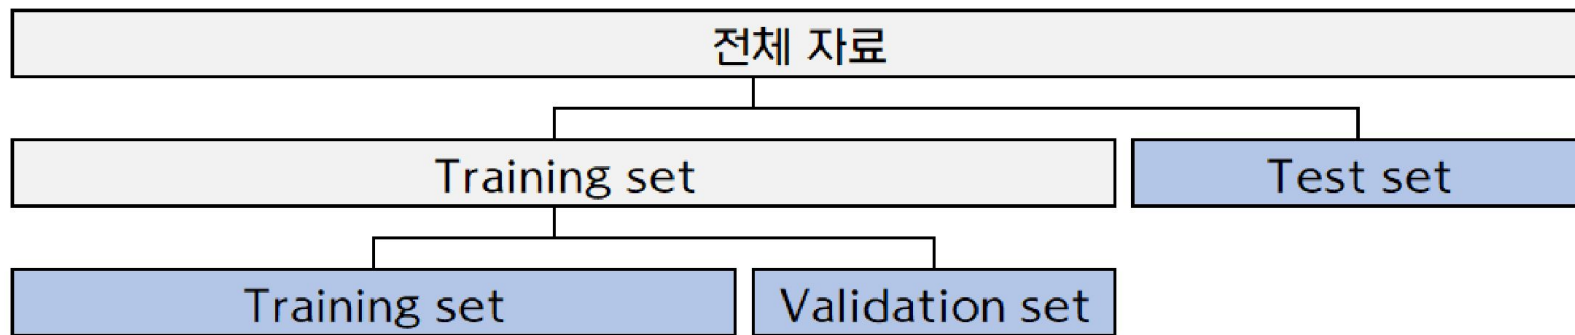 전체 자료
Training set
Test set
Training set
Validation set